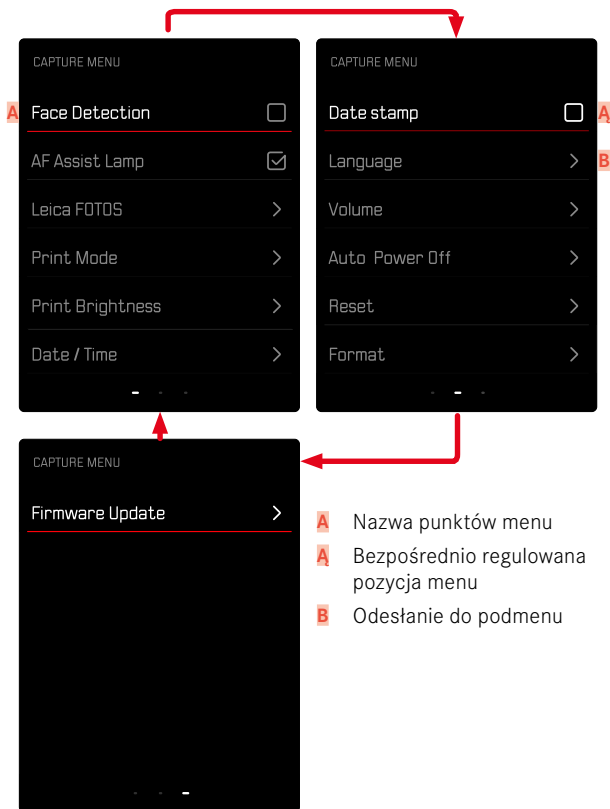 CAPTURE MENU
A Face Detection
AF Assist Lamp
Leica FOTOS
Print Mode
Print Brightness
Date / Time
CAPTURE MENU
Date stamp Ą
Language B
Volume
Auto Power Off
Reset
Format
CAPTURE MENU
Firmware Update
A Nazwa punktów menu
Ą Bezpośrednio regulowana
pozycja menu
B Odesłanie do podmenu